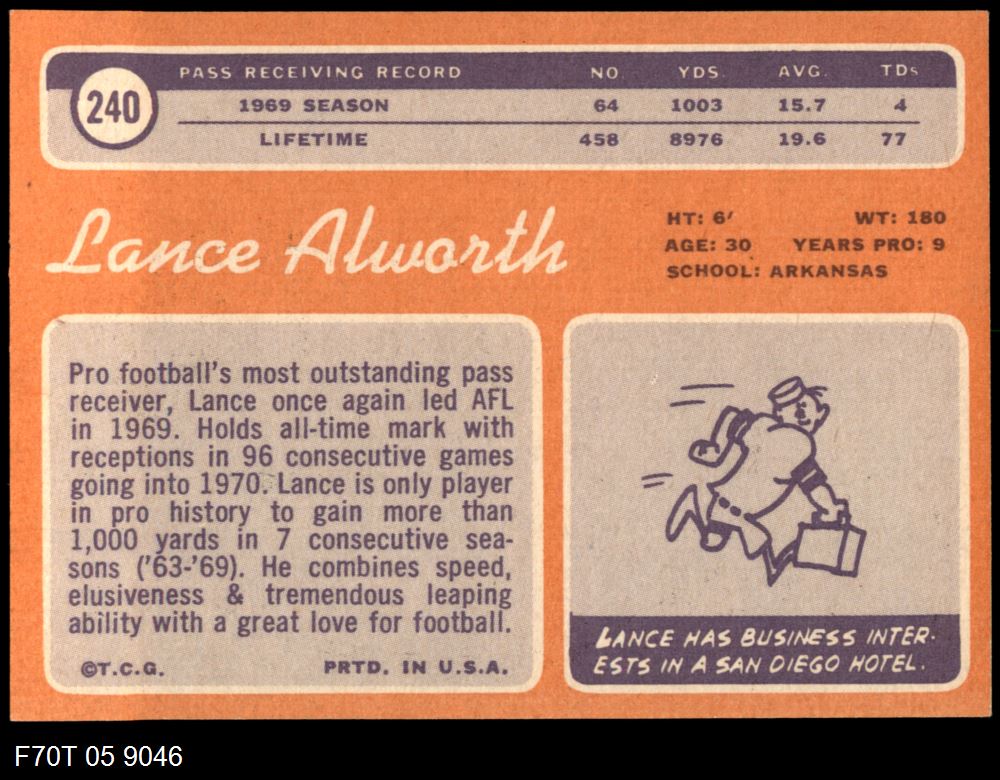 240
PASS RECEIVING RECORD NO YDS. AVG. TDs
1969 SEASON 64 1003 15.7 4
LIFETIME 458 8976 19.6 77
Lance Alworth
HT: 6' WT: 180
AGE: 30 YEARS PRO: 9
SCHOOL: ARKANSAS
Pro football's most outstanding pass
receiver, Lance once again led AFL
in 1969. Holds all-time mark with
receptions in 96 consecutive games
going into 1970. Lance is only player
in pro history to gain more than
1,000 yards in 7 consecutive sea-
sons ('63-'69). He combines speed,
elusiveness & tremendous leaping
ability with a great love for football.
©T.C.G. PRTD. IN U.S.A.
LANCE HAS BUSINESS INTER-
ESTS IN A SAN DIEGO HOTEL.
F70T 05 9046